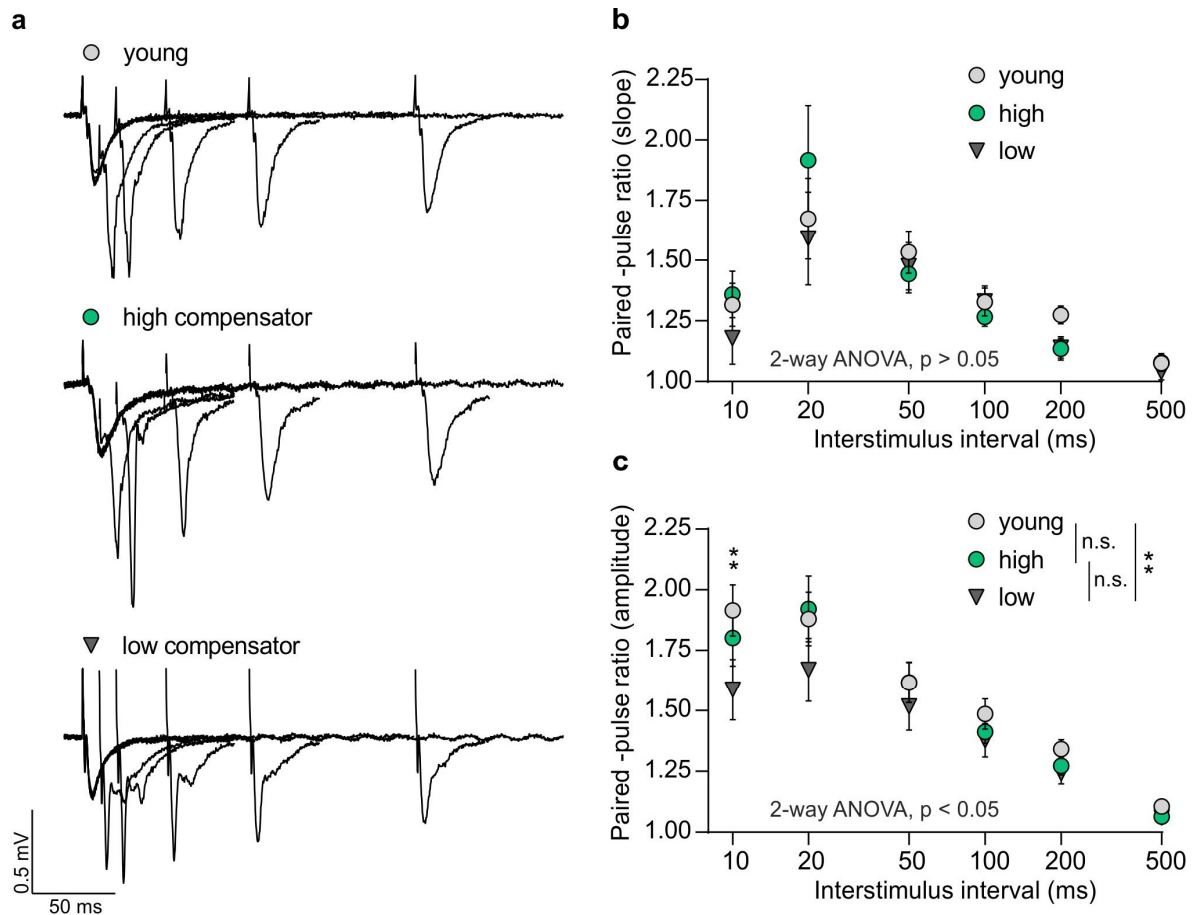 a
young
high compensator
low compensator
0.5 mV
50 ms
b
Paired -pulse ratio (slope)
2.25
2.00
1.75
1.50
1.25
1.00
young
high
low
2-way ANOVA, p > 0.05
10 20 50 100 200 500
Interstimulus interval (ms)
c
Paired -pulse ratio (amplitude)
2.25
2.00
1.75
1.50
1.25
1.00
**
young
high
low
n.s.
n.s.
**
2-way ANOVA, p < 0.05
10 20 50 100 200 500
Interstimulus interval (ms)